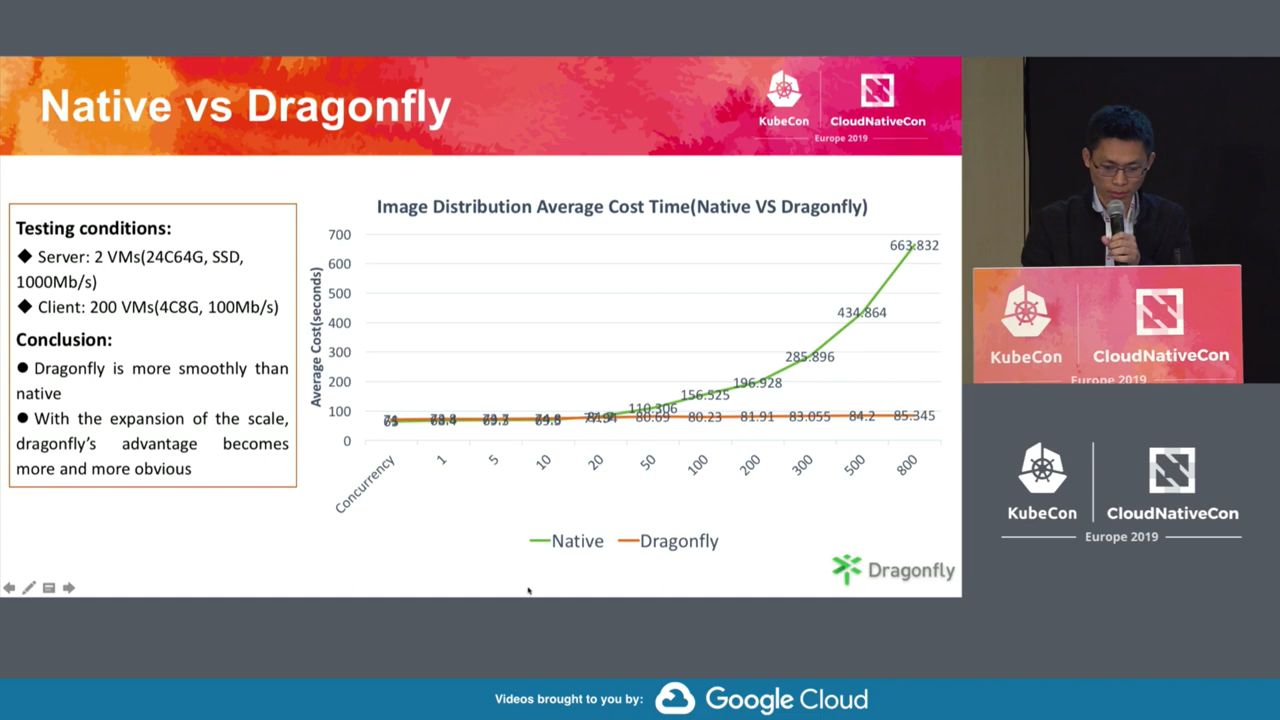 Native vs Dragonfly
KubeCon
CloudNativeCon
Europe 2019
Testing conditions:
◆ Server: 2 VMs(24C64G, SSD,
1000Mb/s)
◆ Client: 200 VMs(4C8G, 100Mb/s)
Conclusion:
● Dragonfly is more smoothly than
native
● With the expansion of the scale,
dragonfly's advantage becomes
more and more obvious
Image Distribution Average Cost Time(Native VS Dragonfly)
Average Cost(seconds)
700
600
500
400
300
200
100
0
663.832
434.864
285.896
196.928
156.525
110.306
80.69
80.23
81.91
83.055
84.2
85.345
Concurrency
1
5
10
20
50
100
200
300
500
800
Native
Dragonfly
Dragonfly
KubeCon
CloudNativeCon
Europe 2019
KubeCon
CloudNativeCon
Europe 2019
Videos brought to you by:
Google Cloud